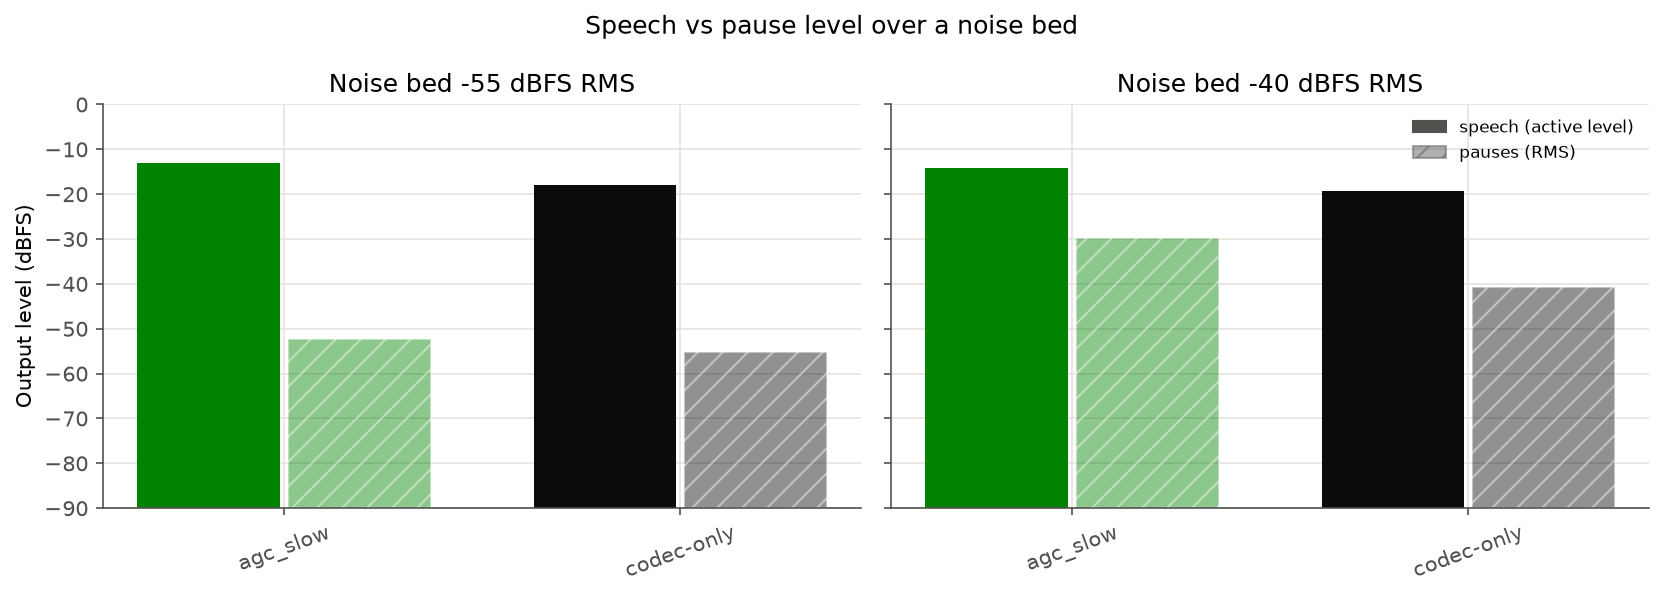 Speech vs pause level over a noise bed
Noise bed -55 dBFS RMS
Noise bed -40 dBFS RMS
Output level (dBFS)
0
−10
−20
−30
−40
−50
−60
−70
−80
−90
speech (active level)
pauses (RMS)
agc_slow
codec-only
agc_slow
codec-only